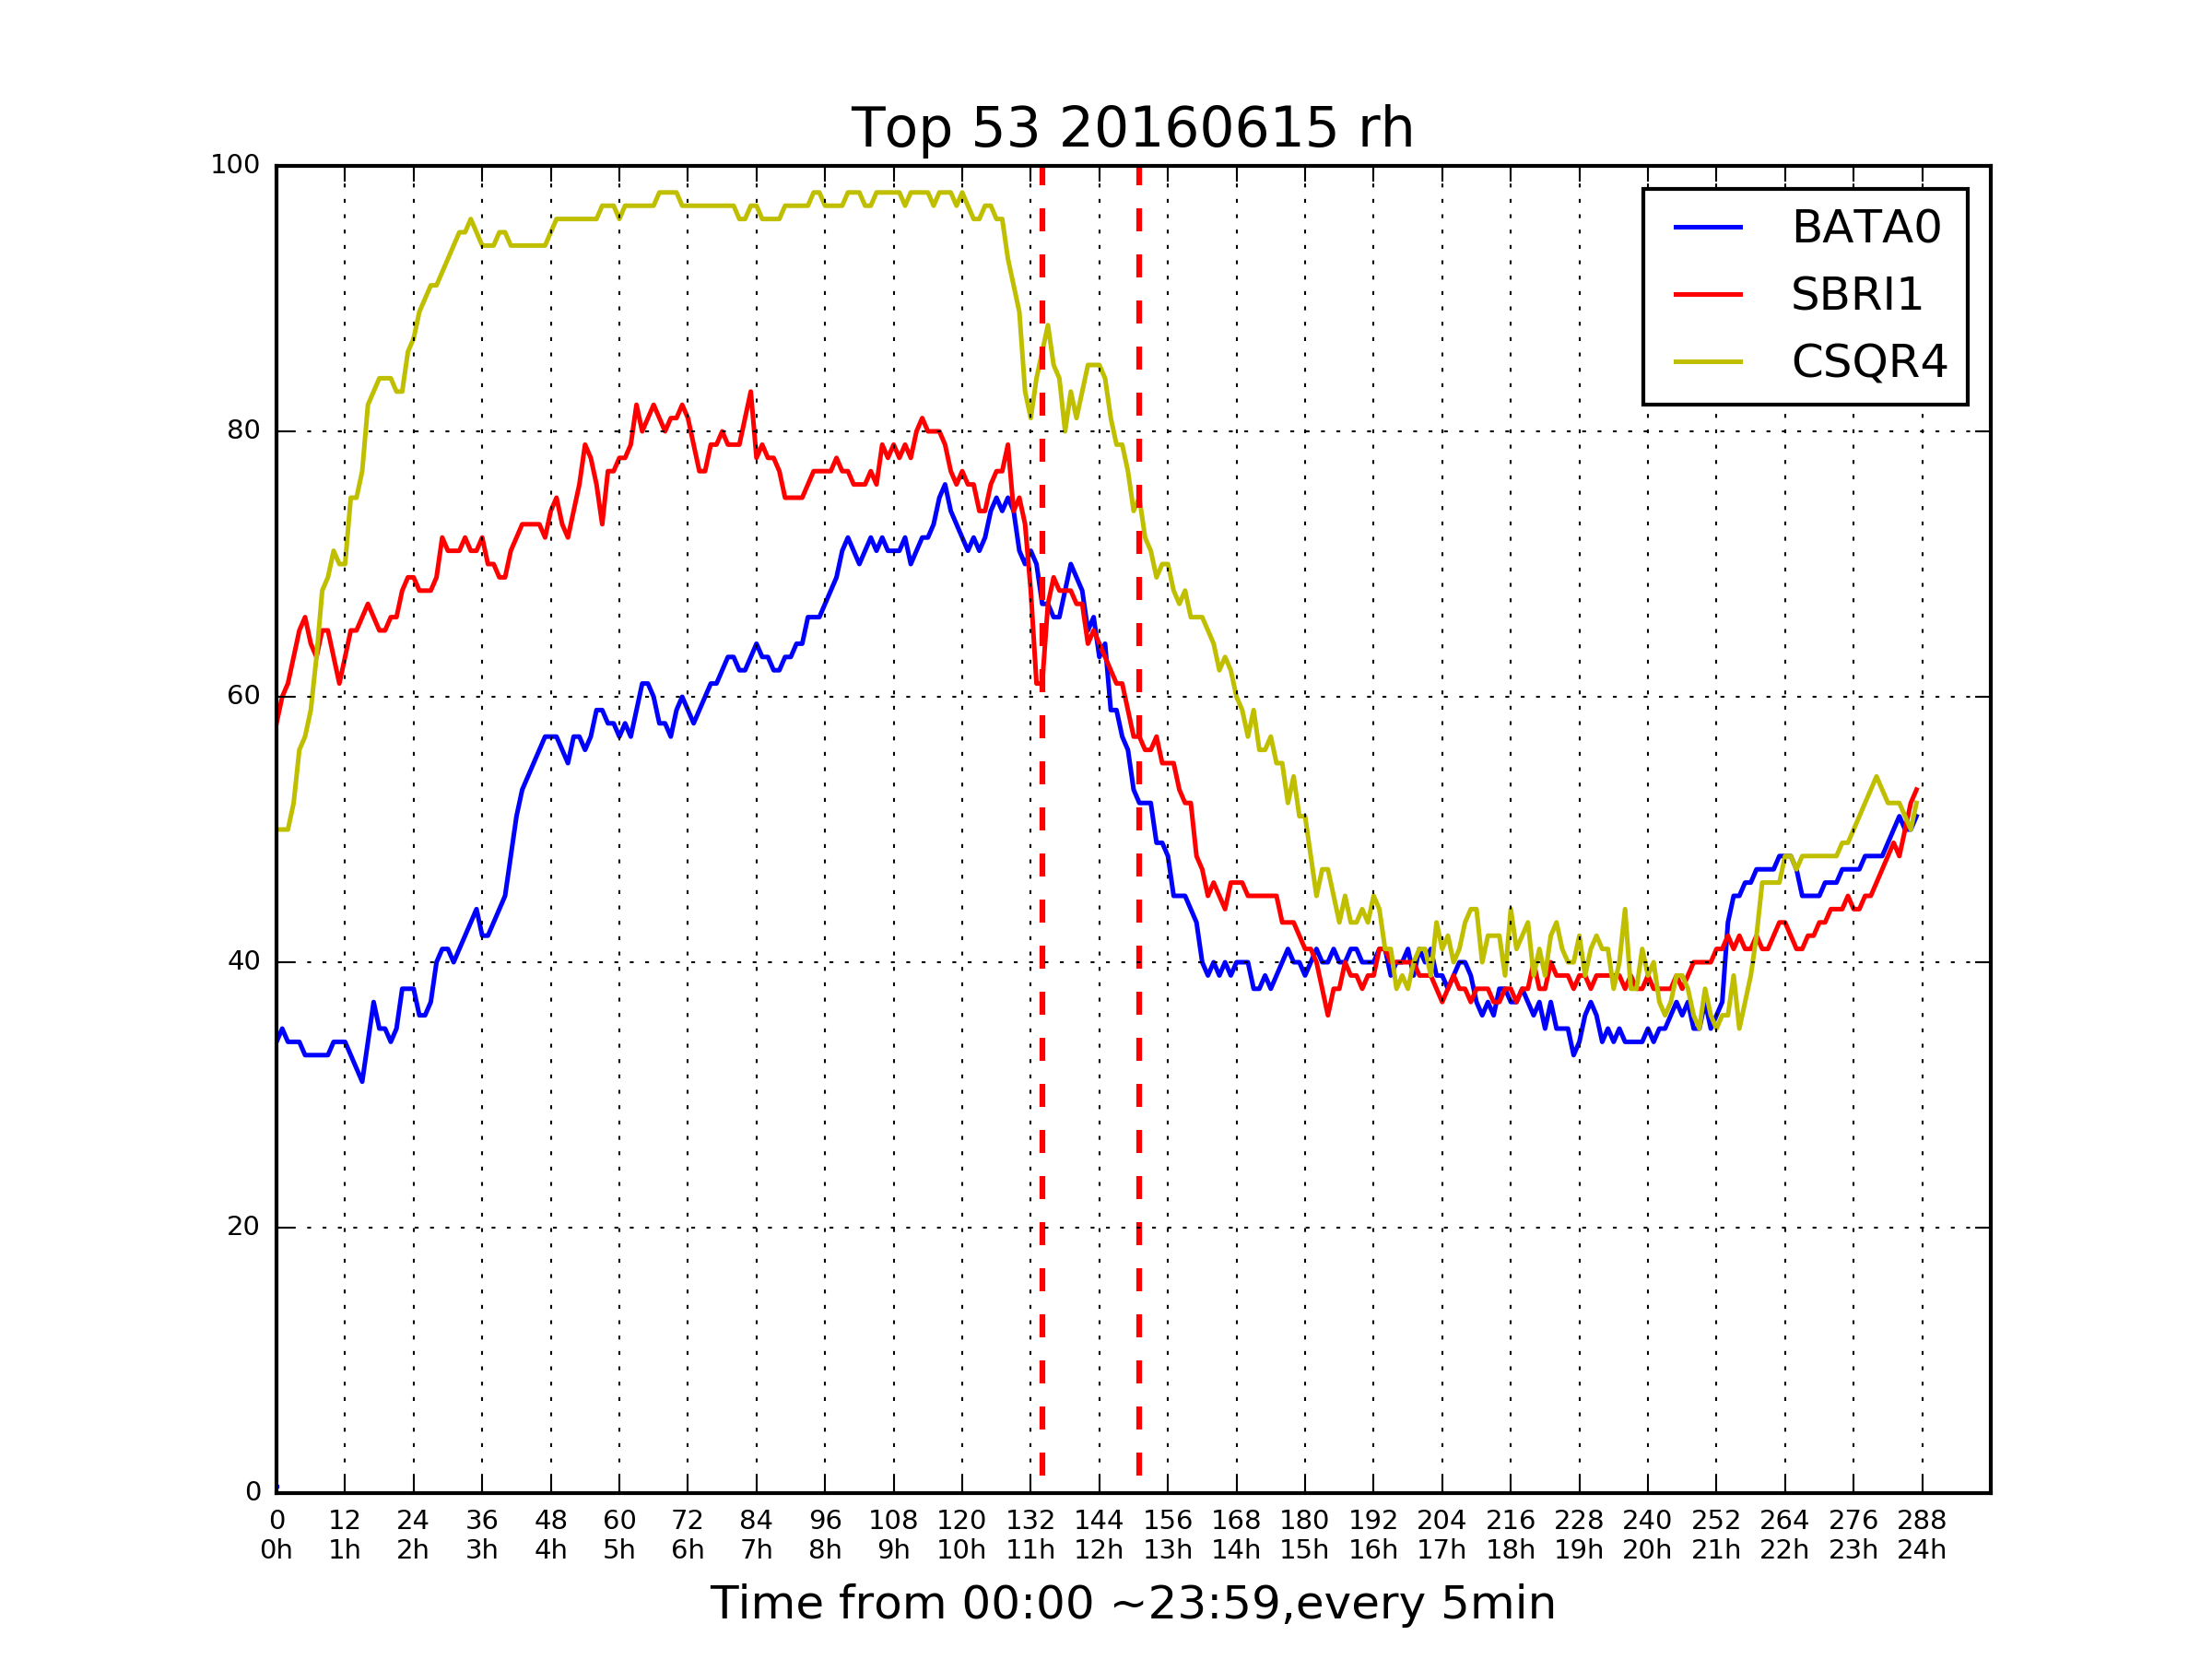 Top 53 20160615 rh
100
80
60
40
20
0
BATA0
SBRI1
CSQR4
0 12 24 36 48 60 72 84 96 108 120 132 144 156 168 180 192 204 216 228 240 252 264 276 288
0h 1h 2h 3h 4h 5h 6h 7h 8h 9h 10h 11h 12h 13h 14h 15h 16h 17h 18h 19h 20h 21h 22h 23h 24h
Time from 00:00 ~23:59,every 5min